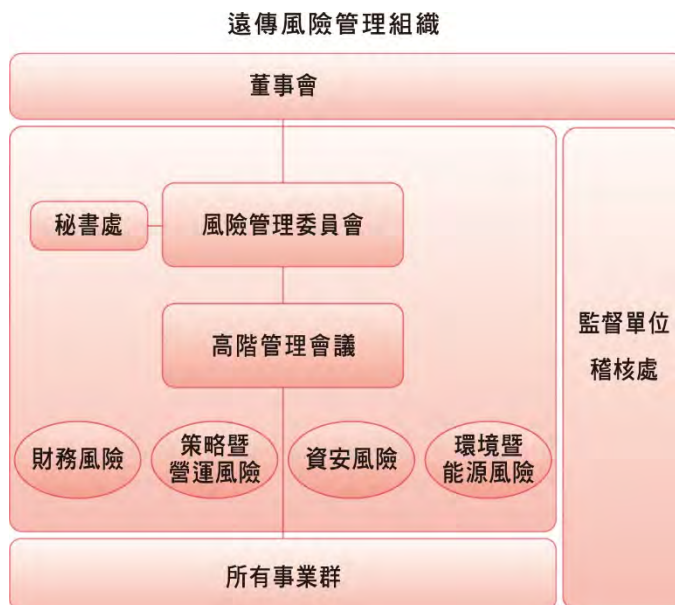 遠傳風險管理組織
董事會
秘書處
風險管理委員會
高階管理會議
監督單位
稽核處
財務風險
策略暨
營運風險
資安風險
環境暨
能源風險
所有事業群